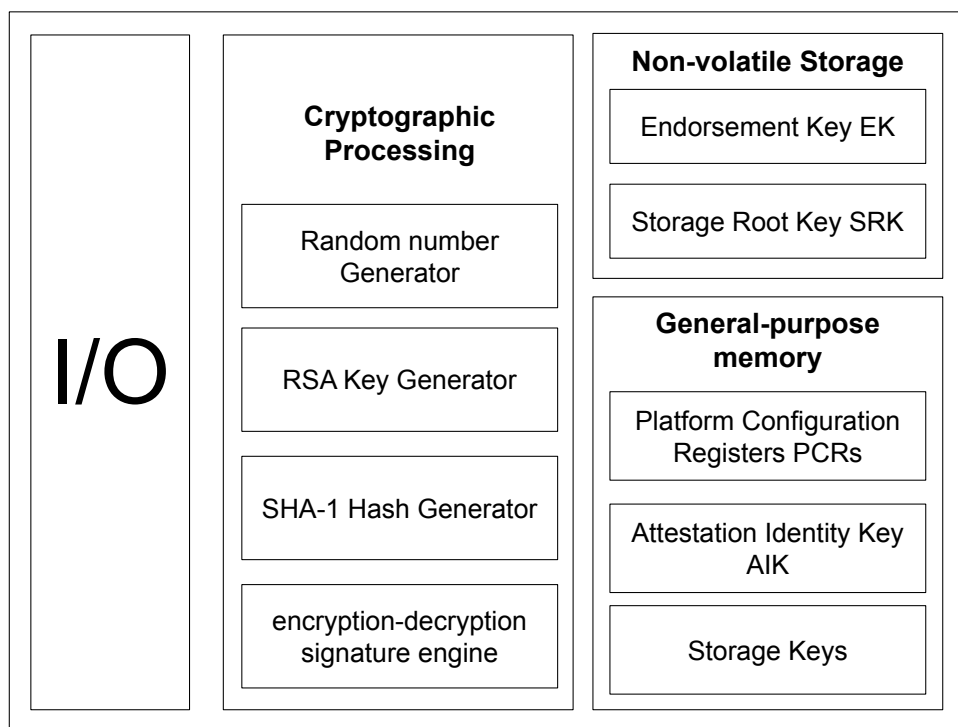 I/O
Cryptographic
Processing
Random number
Generator
RSA Key Generator
SHA-1 Hash Generator
encryption-decryption
signature engine
Non-volatile Storage
Endorsement Key EK
Storage Root Key SRK
General-purpose
memory
Platform Configuration
Registers PCRs
Attestation Identity Key
AIK
Storage Keys